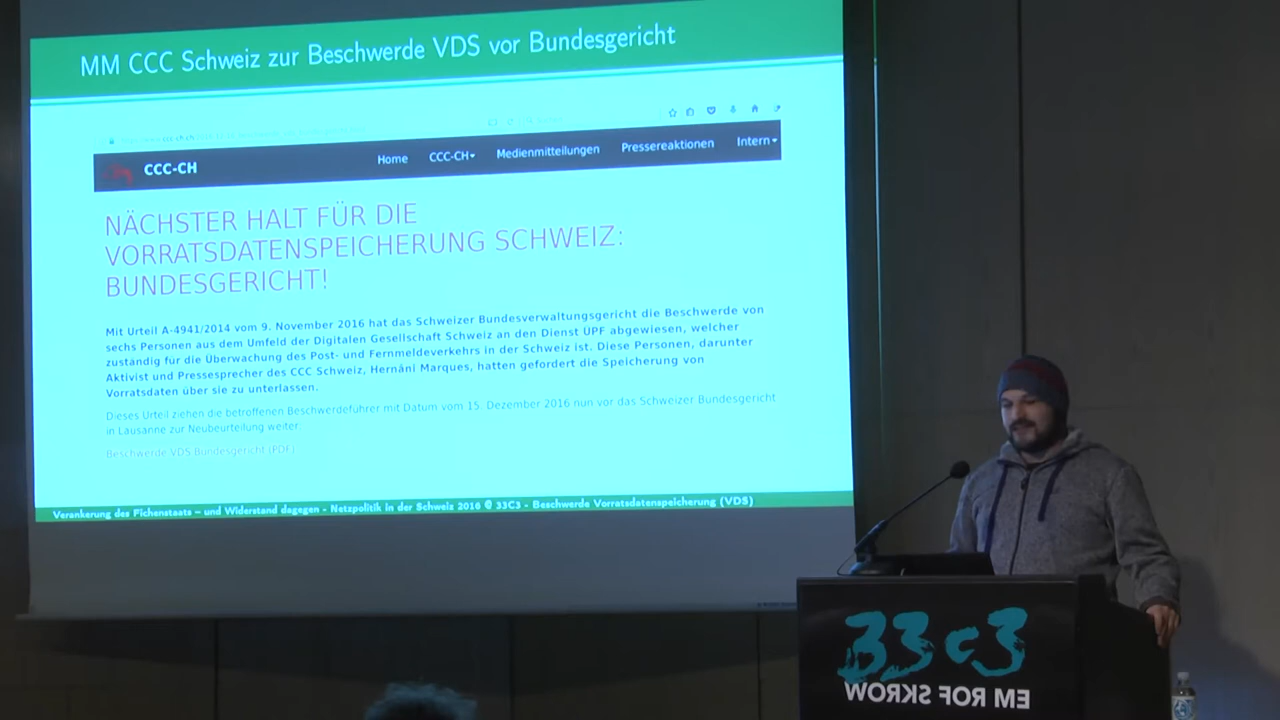 MM CCC Schweiz zur Beschwerde VDS vor Bundesgericht
CCC-CH
Home
CCC-CH
Medienmitteilungen
Pressereaktionen
Intern
NÄCHSTER HALT FÜR DIE
VORRATSDATENSPEICHERUNG SCHWEIZ:
BUNDESGERICHT!
Mit Urteil A-4941/2014 vom 9. November 2016 hat das Schweizer Bundesverwaltungsgericht die Beschwerde von
sechs Personen aus dem Umfeld der Digitalen Gesellschaft Schweiz an den Dienst ÜPF abgewiesen, welcher
zuständig für die Überwachung des Post- und Fernmeldeverkehrs in der Schweiz ist. Diese Personen, darunter
Aktivist und Pressesprecher des CCC Schweiz, Hernâni Marques, hatten gefordert die Speicherung von
Vorratsdaten über sie zu unterlassen.
Dieses Urteil ziehen die betroffenen Beschwerdeführer mit Datum vom 15. Dezember 2016 nun vor das Schweizer Bundesgericht
in Lausanne zur Neubeurteilung weiter.
Beschwerde VDS Bundesgericht (PDF)
Verankerung des Fichenstaats – und Widerstand dagegen - Netzpolitik in der Schweiz 2016 @ 33C3 - Beschwerde Vorratsdatenspeicherung (VDS)
33c3
WORKS FOR ME